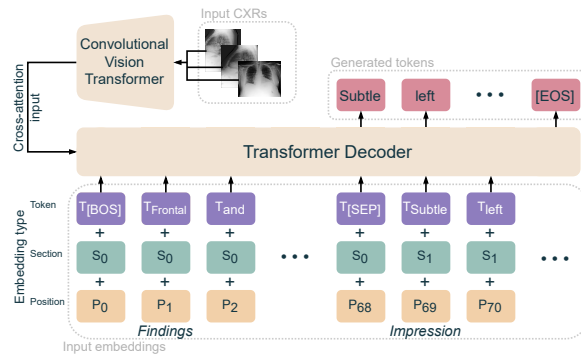 Input CXRs
Convolutional
Vision
Transformer
Cross-attention
input
Generated tokens
Subtle
left
• • •
[EOS]
Transformer Decoder
Embedding type
Token
T[BOS]
TFrontal
Tand
T[SEP]
TSubtle
Tleft
+ + + + + +
Section
S0
S0
S0
• • •
S0
S1
S1
• • •
+ + + + + +
Position
P0
P1
P2
P68
P69
P70
Findings
Impression
Input embeddings